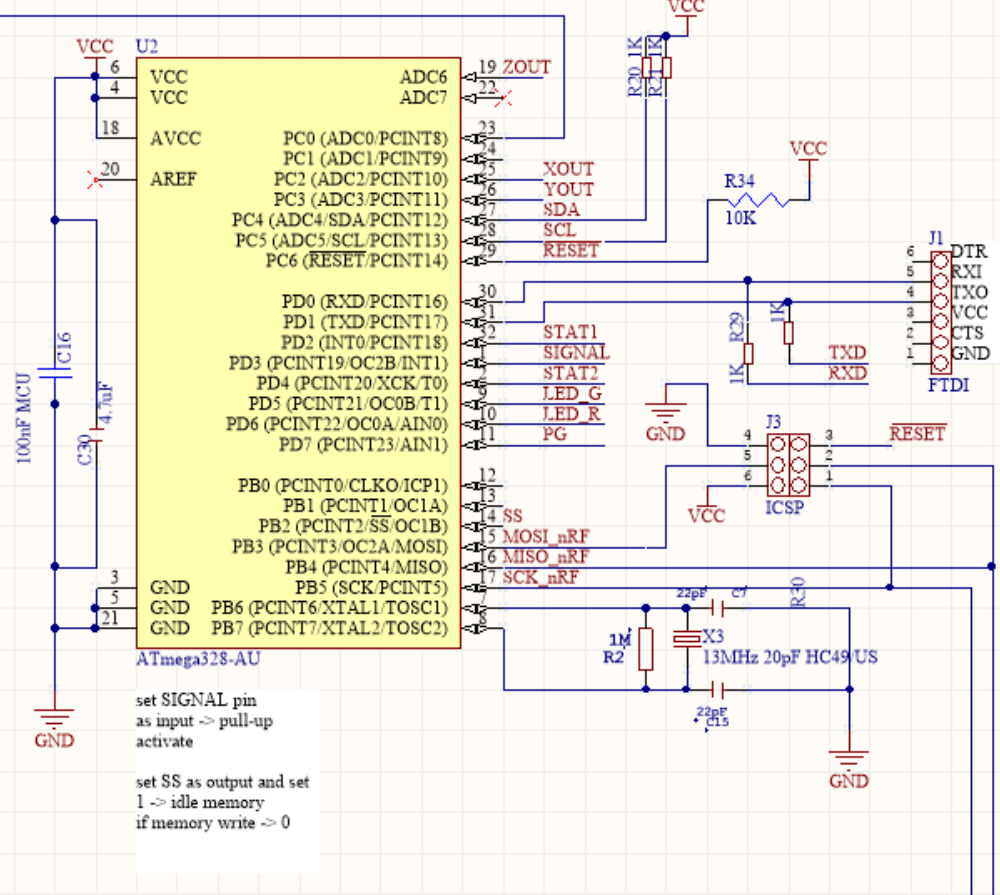 VCC
U2
VCC
6 VCC
4 VCC
18 AVCC
20 AREF
ADC6 19 ZOUT
ADC7 22
PC0 (ADC0/PCINT8) 23
PC1 (ADC1/PCINT9) 24
PC2 (ADC2/PCINT10) 25 XOUT
PC3 (ADC3/PCINT11) 26 YOUT
PC4 (ADC4/SDA/PCINT12) 27 SDA
PC5 (ADC5/SCL/PCINT13) 28 SCL
PC6 (RESET/PCINT14) 29 RESET
PD0 (RXD/PCINT16) 30
PD1 (TXD/PCINT17) 31
PD2 (INT0/PCINT18) 32 STAT1
PD3 (PCINT19/OC2B/INT1) 1 SIGNAL
PD4 (PCINT20/XCK/T0) 2 STAT2
PD5 (PCINT21/OC0B/T1) 9 LED_G
PD6 (PCINT22/OC0A/AIN0) 10 LED_R
PD7 (PCINT23/AIN1) 11 PG
PB0 (PCINT0/CLKO/ICP1) 12
PB1 (PCINT1/OC1A) 13
PB2 (PCINT2/SS/OC1B) 14 SS
PB3 (PCINT3/OC2A/MOSI) 15 MOSI_nRF
PB4 (PCINT4/MISO) 16 MISO_nRF
PB5 (SCK/PCINT5) 17 SCK_nRF
PB6 (PCINT6/XTAL1/TOSC1) 7
PB7 (PCINT7/XTAL2/TOSC2) 8
3 GND
5 GND
21 GND
ATmega328-AU
C16
100nF MCU
C30
4.7uF
GND
R20 1K
R21 1K
VCC
R34
10K
J1
6 DTR
5 RXI
4 TXO
3 VCC
2 CTS
1 GND
FTDI
R29
1K
1K
TXD
RXD
GND
J3
4 3 RESET
5 2
6 1
VCC
ICSP
R30
22pF C7
1M
R2
X3
13MHz 20pF HC49/US
22pF
C15
GND
set SIGNAL pin
as input -> pull-up
activate
set SS as output and set
1 -> idle memory
if memory write -> 0